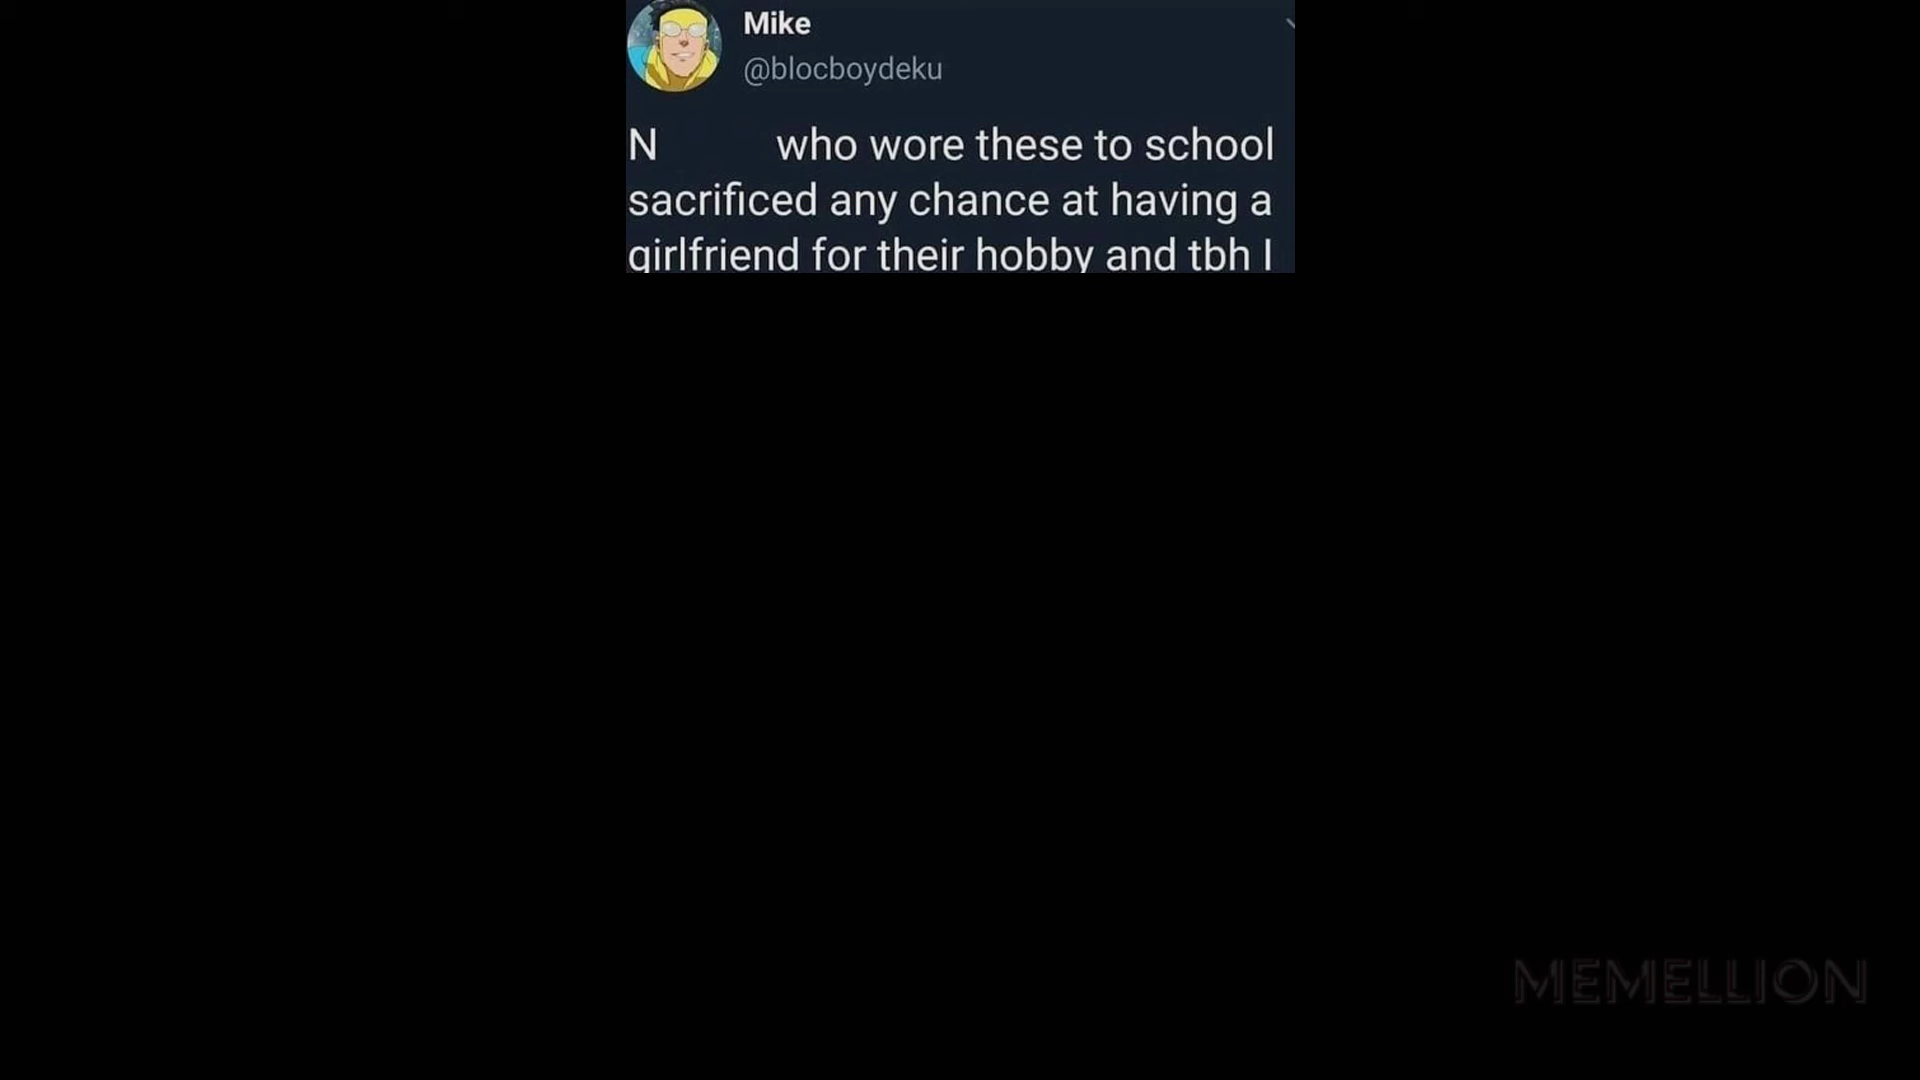 Mike
@blocboydeku
N who wore these to school
sacrificed any chance at having a
girlfriend for their hobby and tbh I
MEMELLION